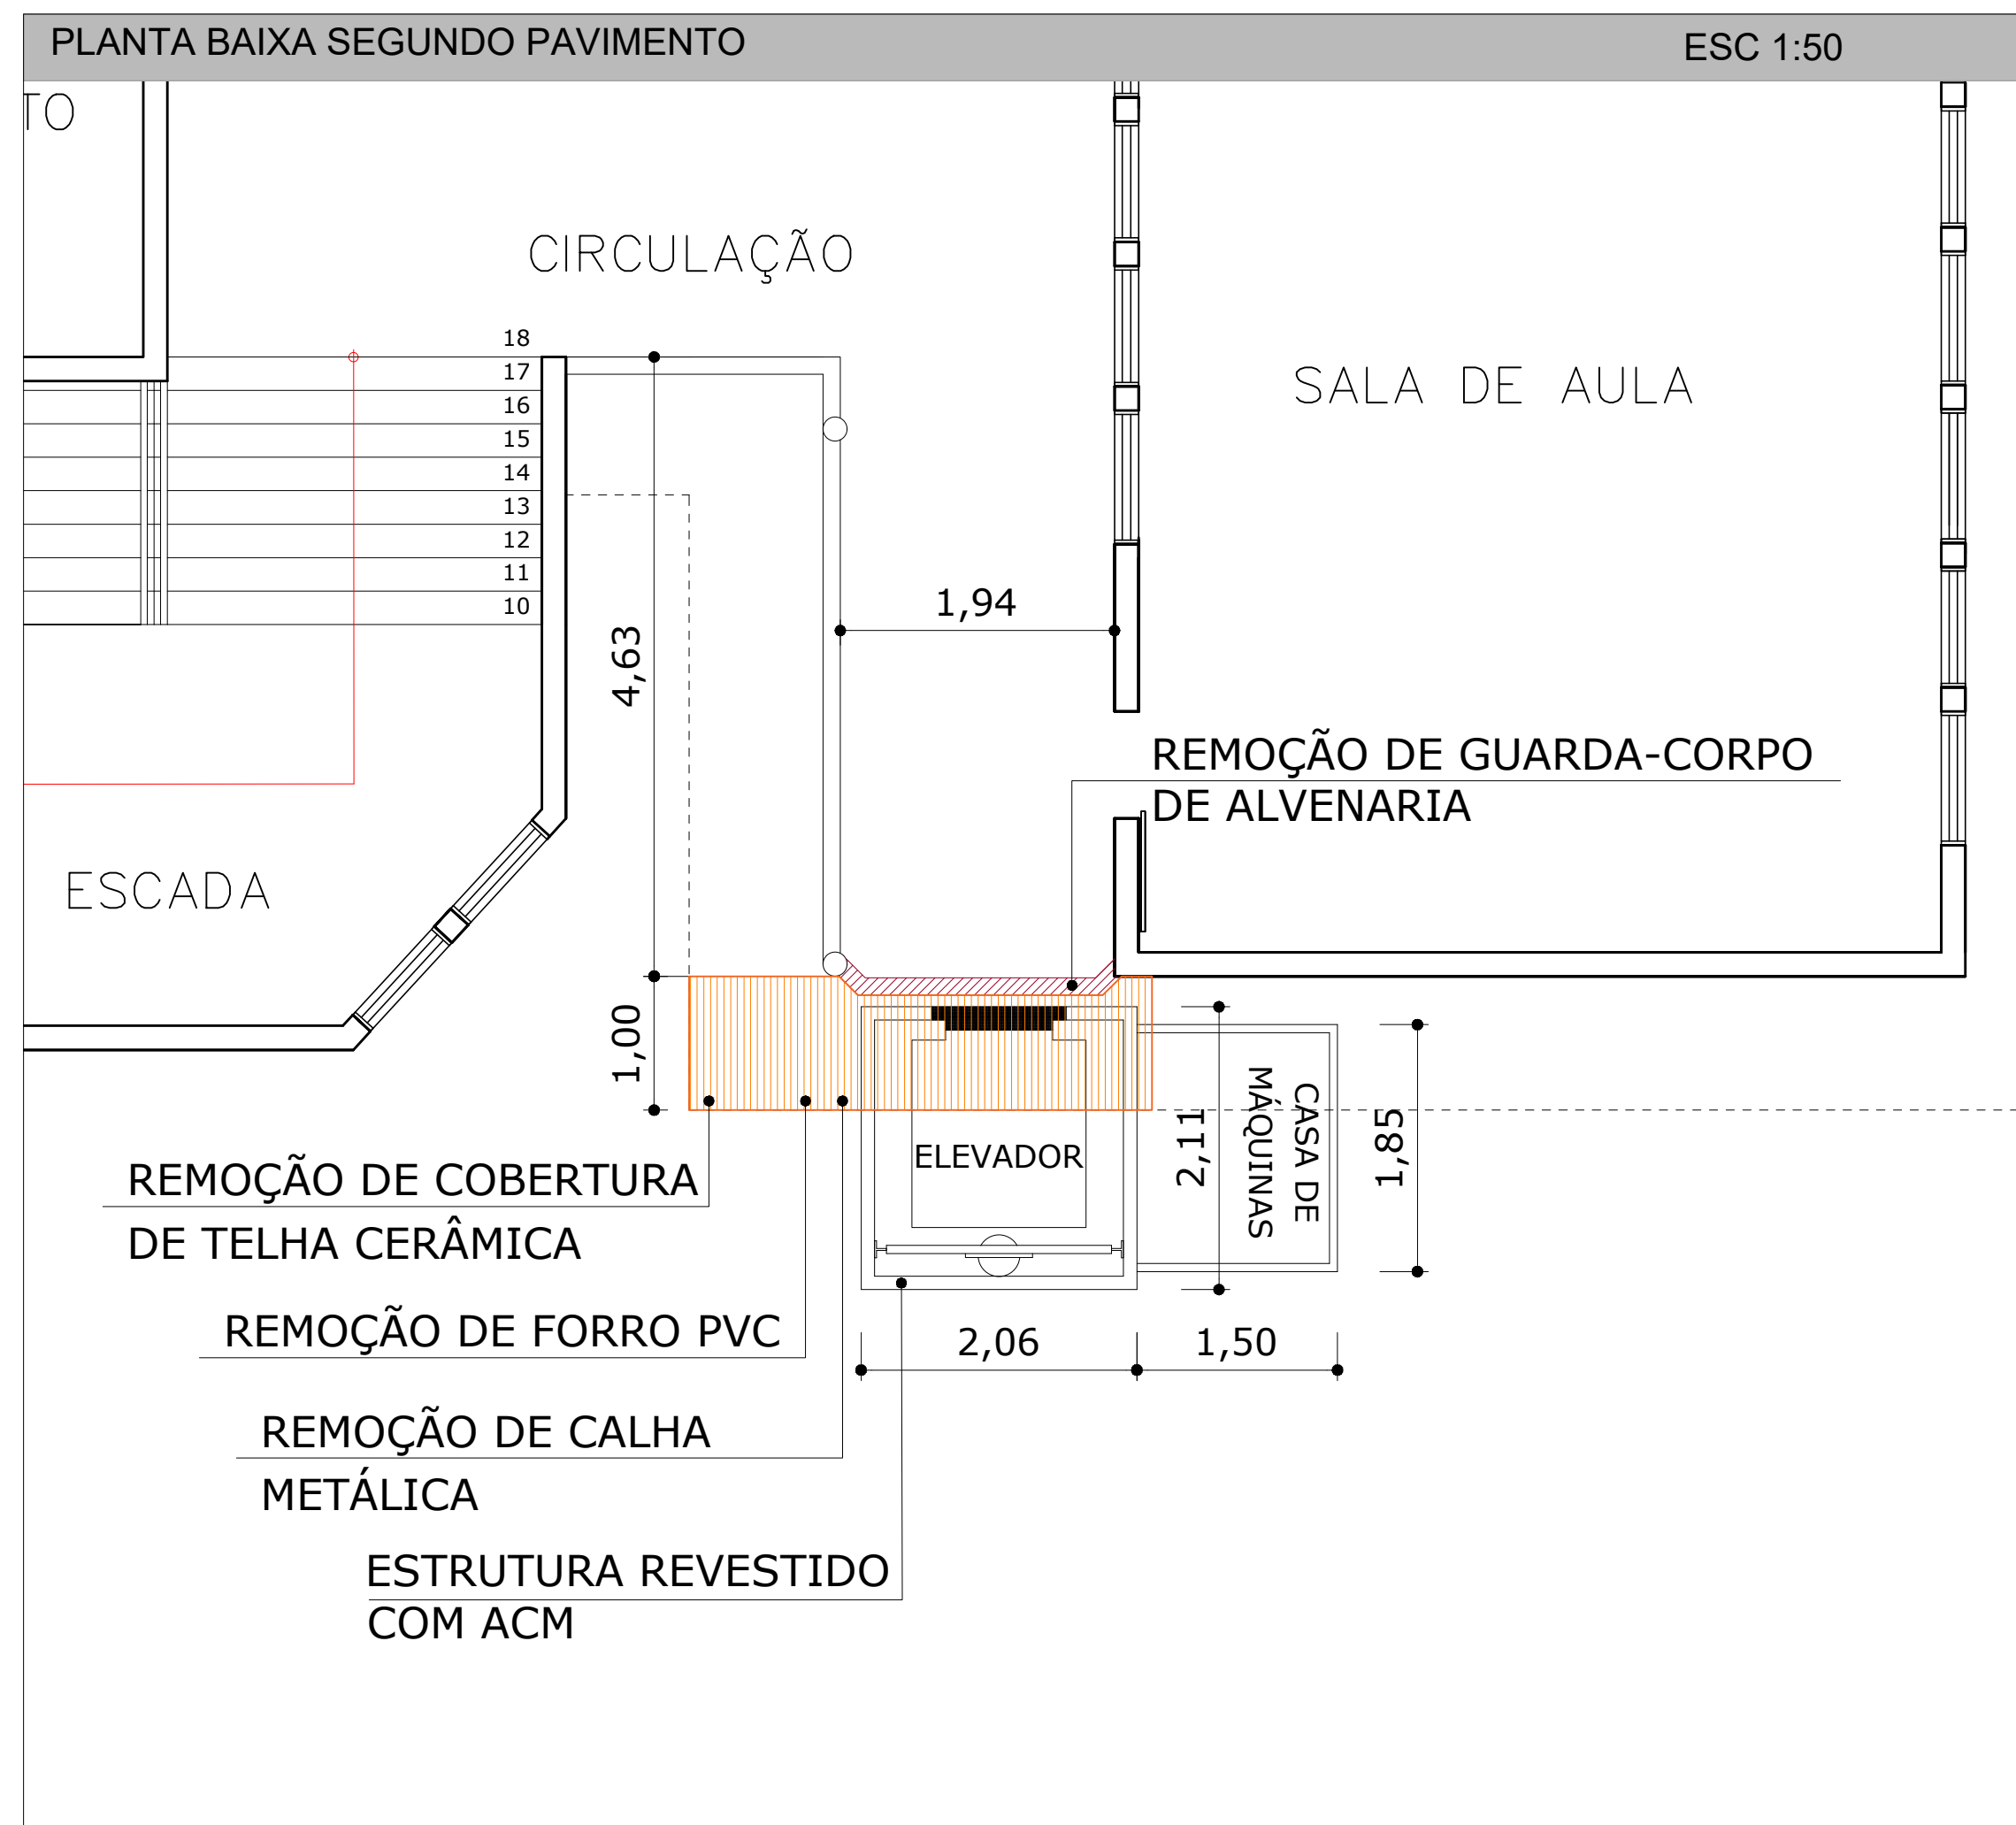 PLANTA BAIXA SEGUNDO PAVIMENTO
ESC 1:50
TO
CIRCULAÇÃO
SALA DE AULA
18
17
16
15
14
13
12
11
10
4,63
1,94
REMOÇÃO DE GUARDA-CORPO
DE ALVENARIA
ESCADA
1,00
ELEVADOR
2,11
CASA DE
MÁQUINAS
1,85
REMOÇÃO DE COBERTURA
DE TELHA CERÂMICA
REMOÇÃO DE FORRO PVC
2,06
1,50
REMOÇÃO DE CALHA
METÁLICA
ESTRUTURA REVESTIDO
COM ACM